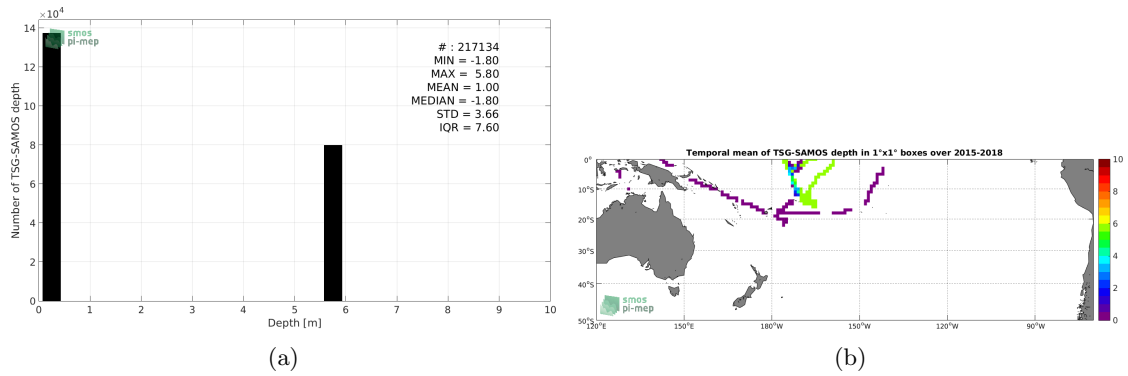 ×10⁴
14
12
10
8
6
4
2
0
Number of TSG-SAMOS depth
smos
pi-mep
# : 217134
MIN = -1.80
MAX = 5.80
MEAN = 1.00
MEDIAN = -1.80
STD = 3.66
IQR = 7.60
0 1 2 3 4 5 6 7 8 9 10
Depth [m]
(a)
Temporal mean of TSG-SAMOS depth in 1°x1° boxes over 2015-2018
0°
10°S
20°S
30°S
40°S
50°S
smos
pi-mep
120°W 150°W 180°W 150°W 120°W 90°W
10
8
6
4
2
0
(b)